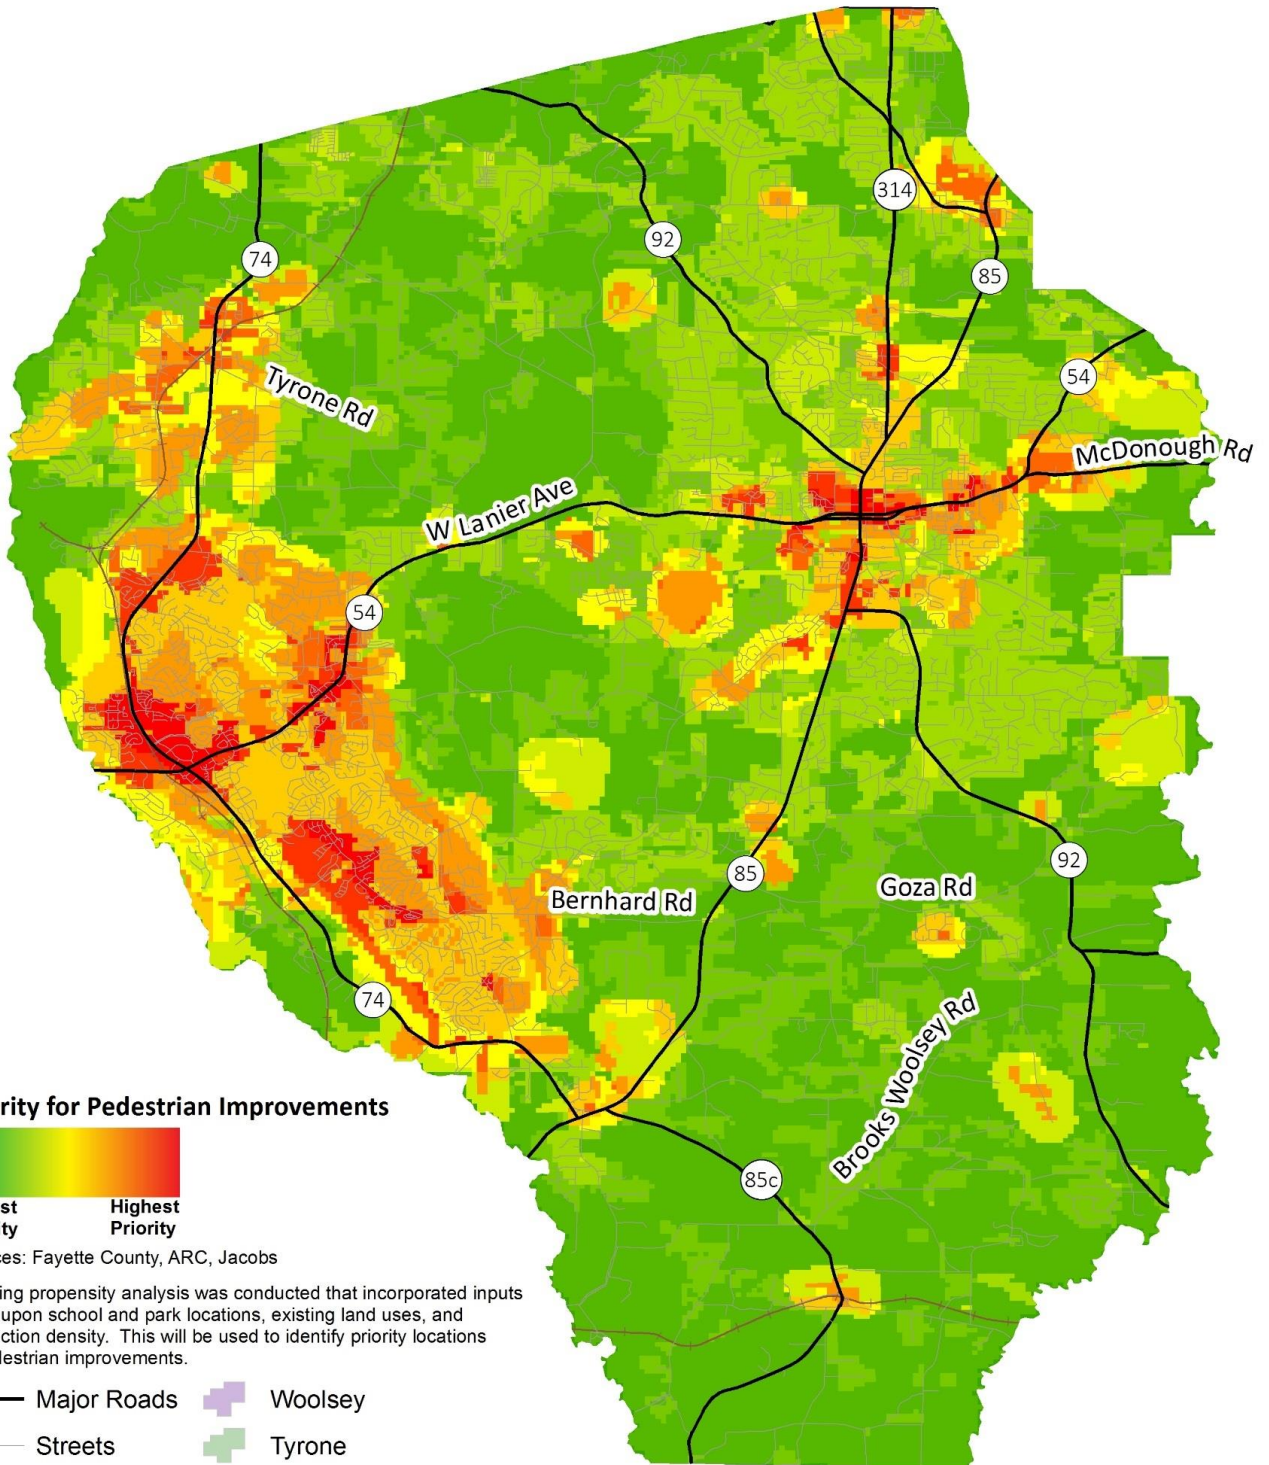 314
92
74
85
54
Tyrone Rd
McDonough Rd
W Lanier Ave
54
85
92
Bernhard Rd
Goza Rd
74
Brooks Woolsey Rd
85c
rity for Pedestrian Improvements
st Highest
ty Priority
ces: Fayette County, ARC, Jacobs
ing propensity analysis was conducted that incorporated inputs
upon school and park locations, existing land uses, and
ction density. This will be used to identify priority locations
destrian improvements.
Major Roads Woolsey
Streets Tyrone